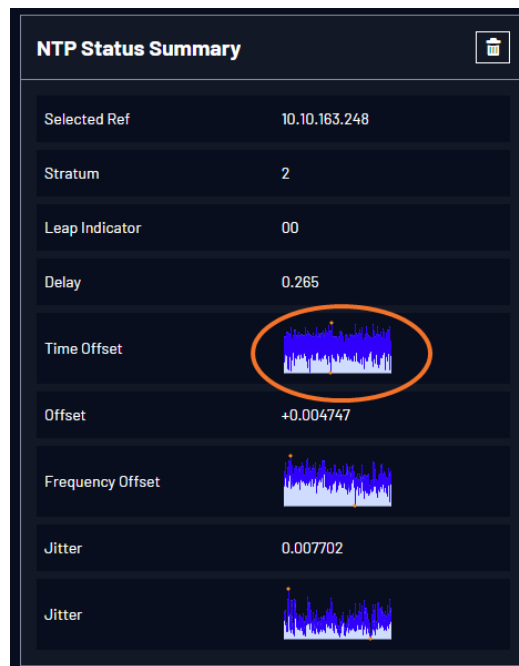 NTP Status Summary
Selected Ref 10.10.163.248
Stratum 2
Leap Indicator 00
Delay 0.265
Time Offset
Offset +0.004747
Frequency Offset
Jitter 0.007702
Jitter